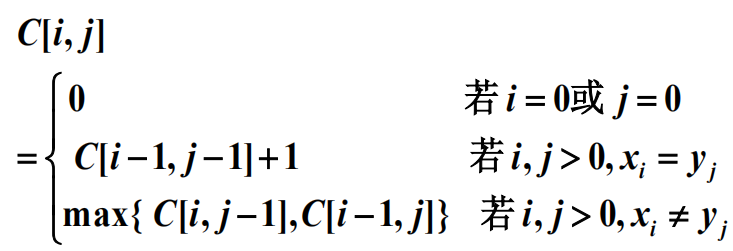 C[i, j]
0 若 i = 0或 j = 0
= { C[i−1, j−1]+1 若 i, j > 0, xᵢ = yⱼ
max{ C[i, j−1],C[i−1, j]} 若 i, j > 0, xᵢ ≠ yⱼ